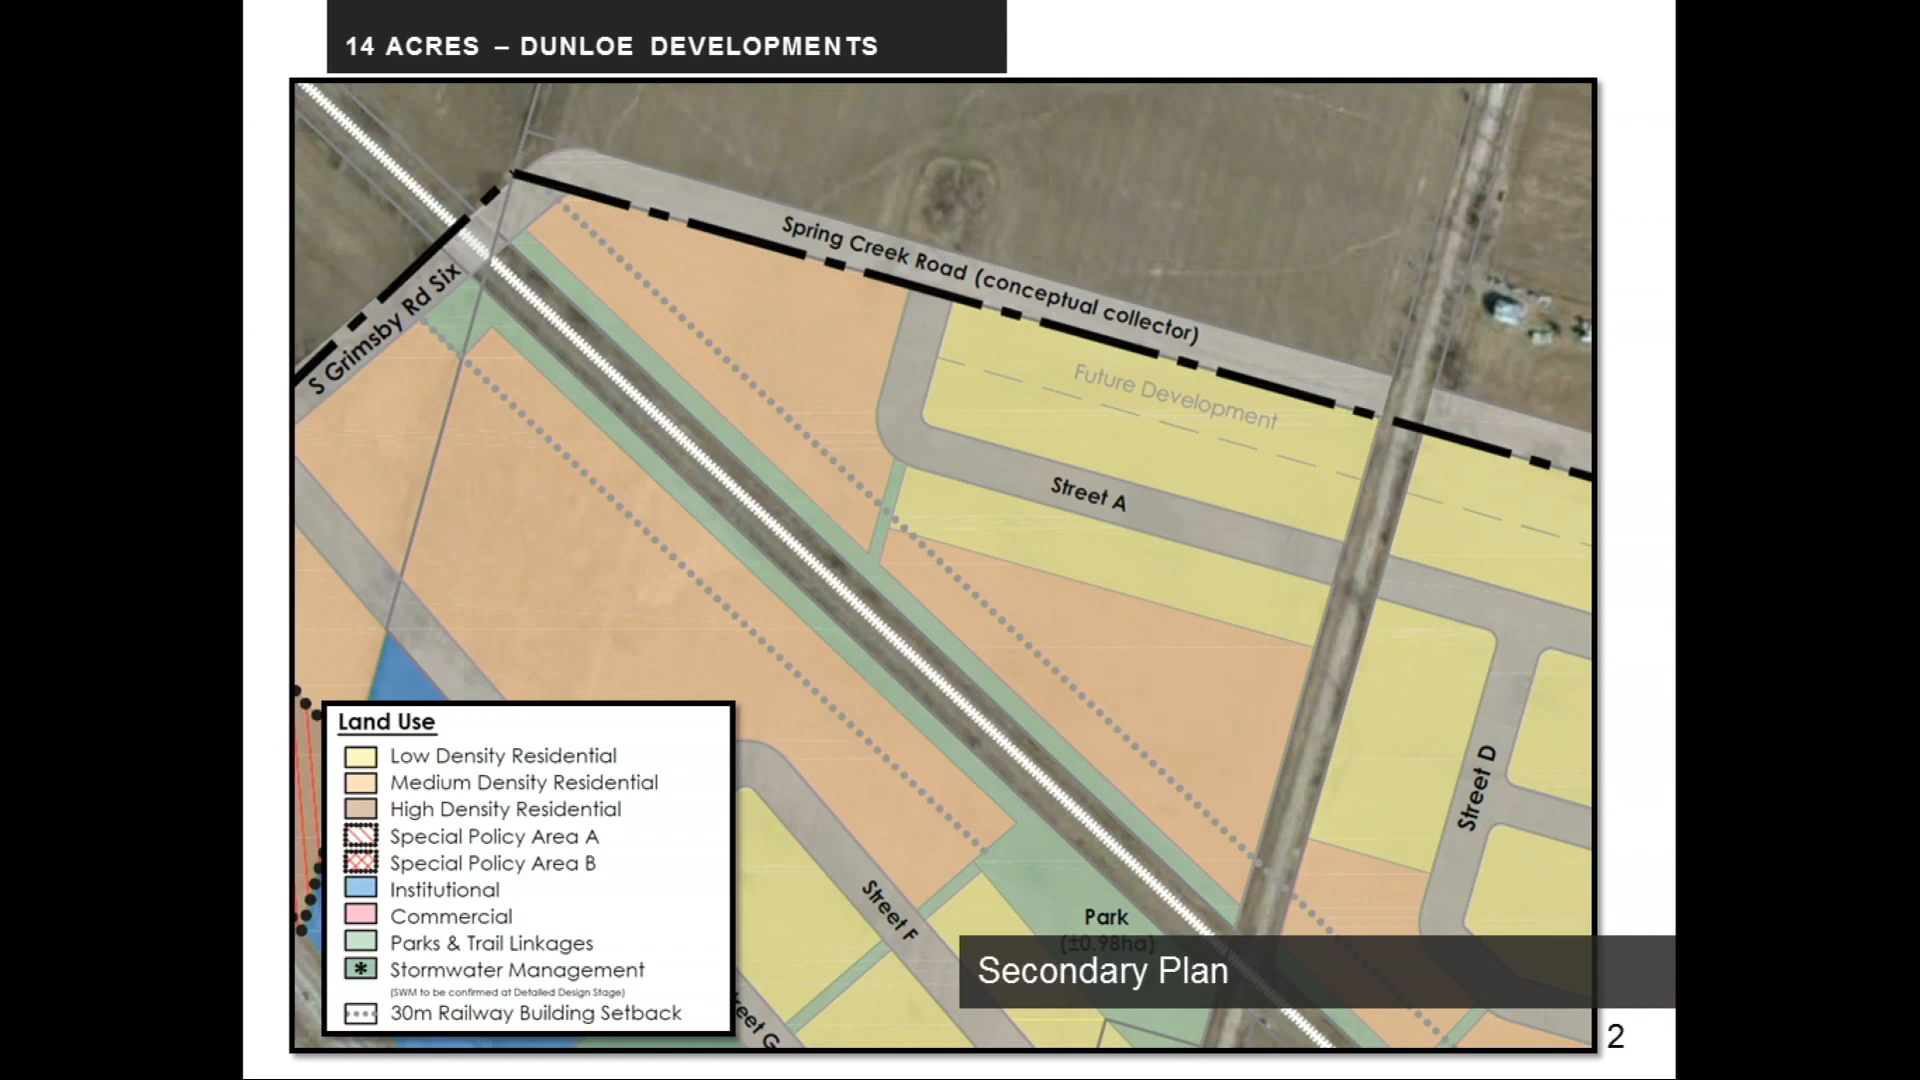 14 ACRES – DUNLOE DEVELOPMENTS
Spring Creek Road (conceptual collector)
S Grimsby Rd Six
Future Development
Street A
Street D
Street F
Park
(±0.98ha)
Secondary Plan
Land Use
Low Density Residential
Medium Density Residential
High Density Residential
Special Policy Area A
Special Policy Area B
Institutional
Commercial
Parks & Trail Linkages
* Stormwater Management
(SWM to be confirmed at Detailed Design Stage)
30m Railway Building Setback
reet G
2